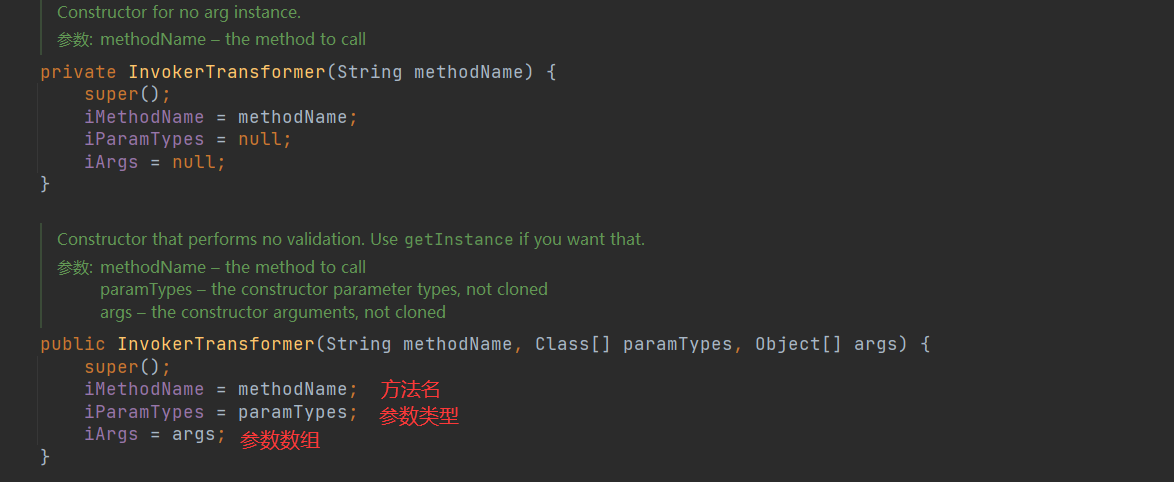 Constructor for no arg instance.
参数: methodName – the method to call
private InvokerTransformer(String methodName) {
super();
iMethodName = methodName;
iParamTypes = null;
iArgs = null;
}
Constructor that performs no validation. Use getInstance if you want that.
参数: methodName – the method to call
paramTypes – the constructor parameter types, not cloned
args – the constructor arguments, not cloned
public InvokerTransformer(String methodName, Class[] paramTypes, Object[] args) {
super();
iMethodName = methodName; 方法名
iParamTypes = paramTypes; 参数类型
iArgs = args; 参数数组
}